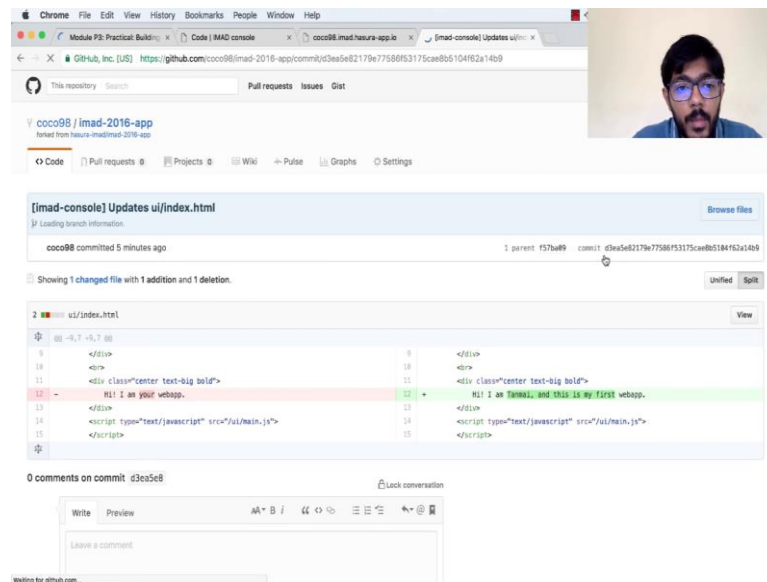 Chrome File Edit View History Bookmarks People Window Help
Module P3: Practical: Building Code | IMAD console coco98.imad.hasura-app.io [imad-console] Updates ui/inc
GitHub, Inc. [US] https://github.com/coco98/imad-2016-app/commit/d3ea5e82179e77586f53175cae8b5104f62a14b9
This repository Search Pull requests Issues Gist
coco98 / imad-2016-app
forked from hasura-imad/imad-2016-app
<> Code Pull requests 0 Projects 0 Wiki Pulse Graphs Settings
[imad-console] Updates ui/index.html Browse files
Loading branch information.
coco98 committed 5 minutes ago 1 parent f57ba09 commit d3ea5e82179e77586f53175cae8b5104f62a14b9
Showing 1 changed file with 1 addition and 1 deletion. Unified Split
2 ui/index.html View
@@ -9,7 +9,7 @@
9 </div> 9 </div>
10 <br> 10 <br>
11 <div class="center text-big bold"> 11 <div class="center text-big bold">
12 - Hi! I am your webapp. 12 + Hi! I am Tanmai, and this is my first webapp.
13 </div> 13 </div>
14 <script type="text/javascript" src="/ui/main.js"> 14 <script type="text/javascript" src="/ui/main.js">
15 </script> 15 </script>
0 comments on commit d3ea5e8 Lock conversation
Write Preview AA B i “ <> @
Leave a comment
Waiting for github.com...